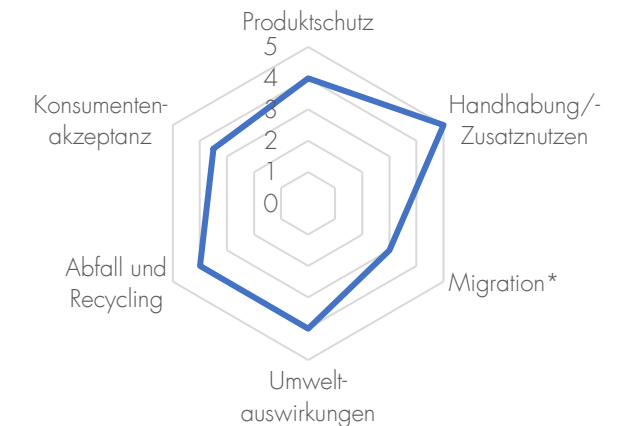 Produktschutz
5
4
3
2
1
0
Handhabung/-
Zusatznutzen
Migration*
Umwelt-
auswirkungen
Abfall und
Recycling
Konsumenten-
akzeptanz